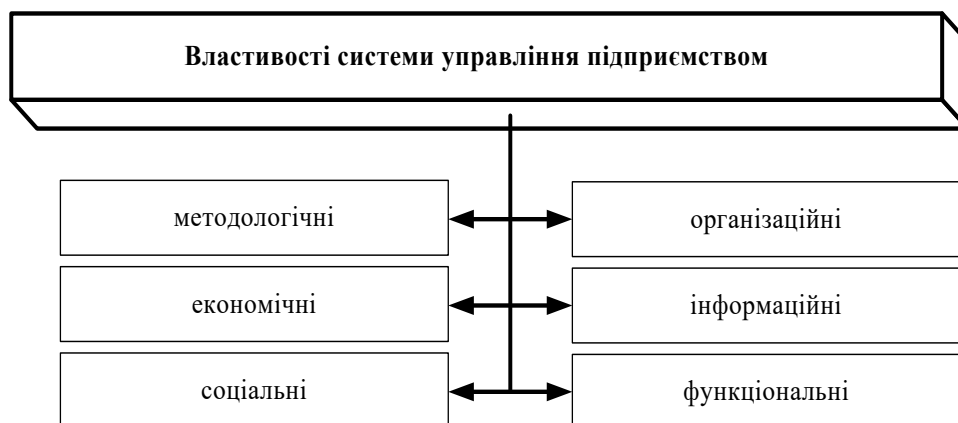 Властивості системи управління підприємством
методологічні
організаційні
економічні
інформаційні
соціальні
функціональні